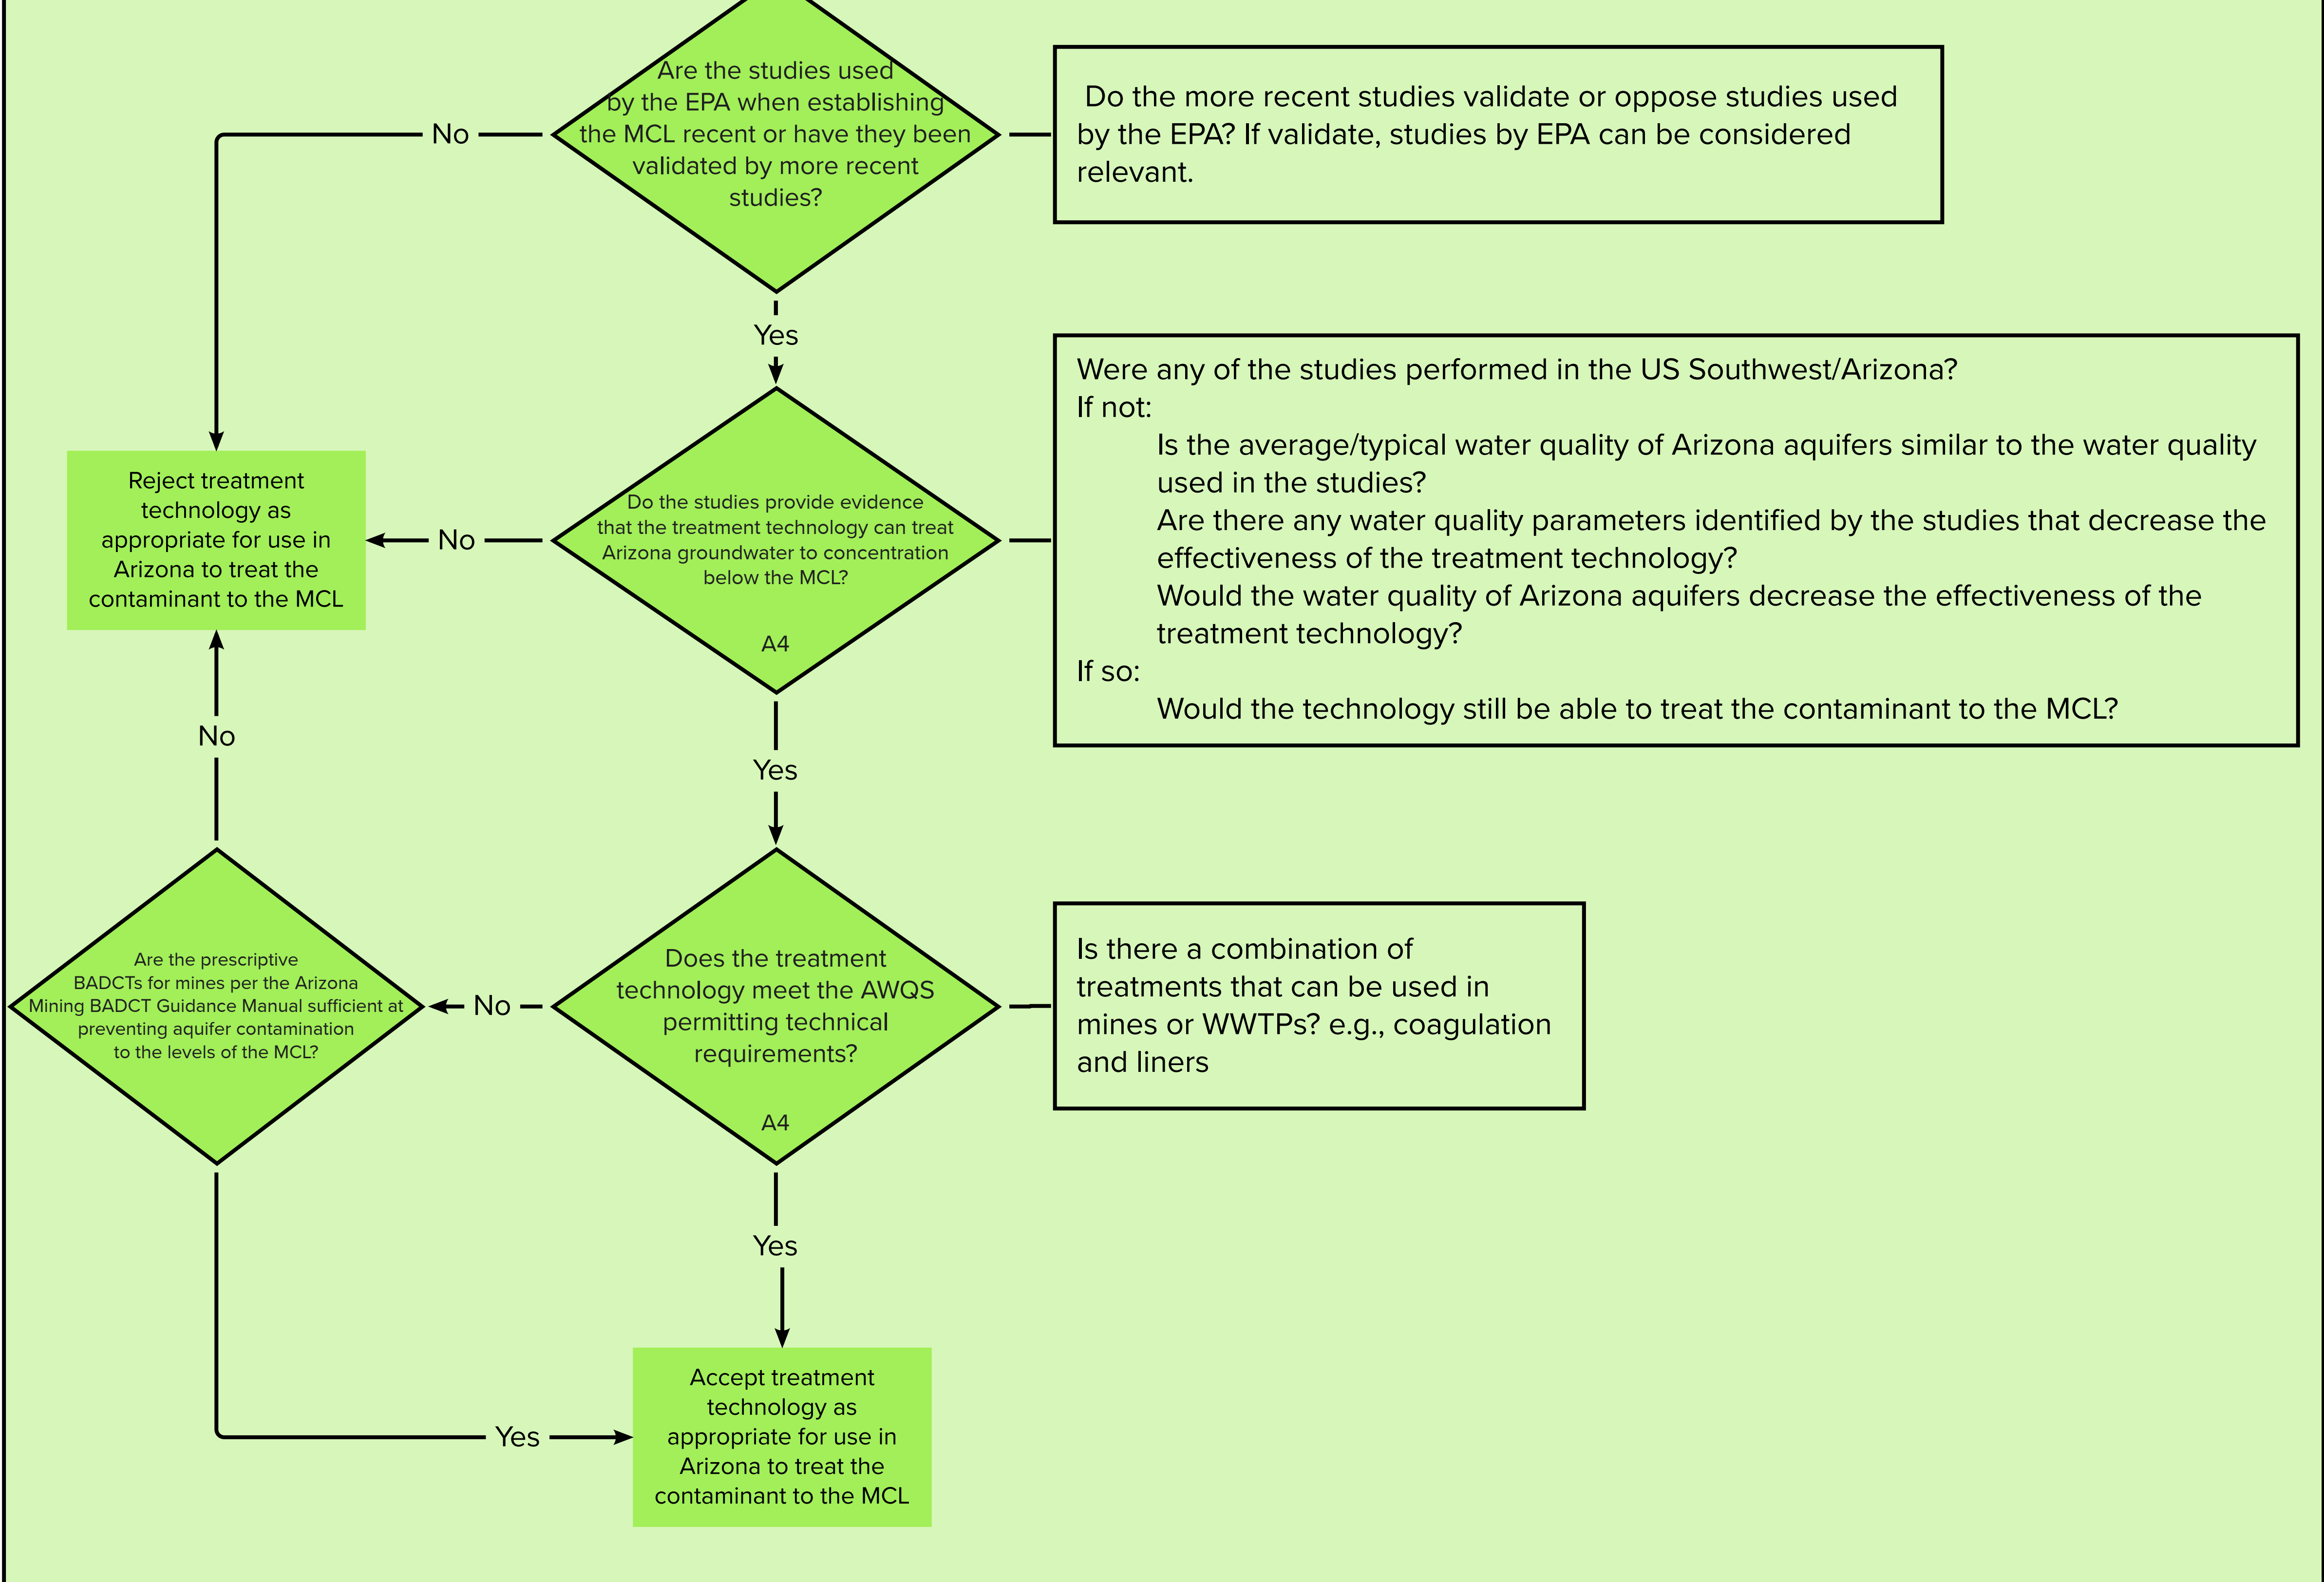 Are the studies used
by the EPA when establishing
the MCL recent or have they been
validated by more recent
studies?
Do the more recent studies validate or oppose studies used
by the EPA? If validate, studies by EPA can be considered
relevant.
No
Yes
Were any of the studies performed in the US Southwest/Arizona?
If not:
Is the average/typical water quality of Arizona aquifers similar to the water quality
used in the studies?
Are there any water quality parameters identified by the studies that decrease the
effectiveness of the treatment technology?
Would the water quality of Arizona aquifers decrease the effectiveness of the
treatment technology?
If so:
Would the technology still be able to treat the contaminant to the MCL?
Reject treatment
technology as
appropriate for use in
Arizona to treat the
contaminant to the MCL
No
Do the studies provide evidence
that the treatment technology can treat
Arizona groundwater to concentration
below the MCL?
A4
No
Yes
Are the prescriptive
BADCTs for mines per the Arizona
Mining BADCT Guidance Manual sufficient at
preventing aquifer contamination
to the levels of the MCL?
No
Does the treatment
technology meet the AWQS
permitting technical
requirements?
A4
Is there a combination of
treatments that can be used in
mines or WWTPs? e.g., coagulation
and liners
Yes
Yes
Accept treatment
technology as
appropriate for use in
Arizona to treat the
contaminant to the MCL